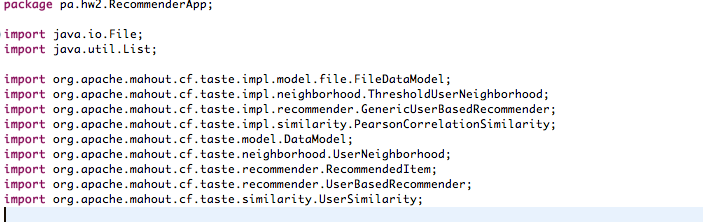 package pa.hw2.RecommenderApp;
import java.io.File;
import java.util.List;
import org.apache.mahout.cf.taste.impl.model.file.FileDataModel;
import org.apache.mahout.cf.taste.impl.neighborhood.ThresholdUserNeighborhood;
import org.apache.mahout.cf.taste.impl.recommender.GenericUserBasedRecommender;
import org.apache.mahout.cf.taste.impl.similarity.PearsonCorrelationSimilarity;
import org.apache.mahout.cf.taste.model.DataModel;
import org.apache.mahout.cf.taste.neighborhood.UserNeighborhood;
import org.apache.mahout.cf.taste.recommender.RecommendedItem;
import org.apache.mahout.cf.taste.recommender.UserBasedRecommender;
import org.apache.mahout.cf.taste.similarity.UserSimilarity;